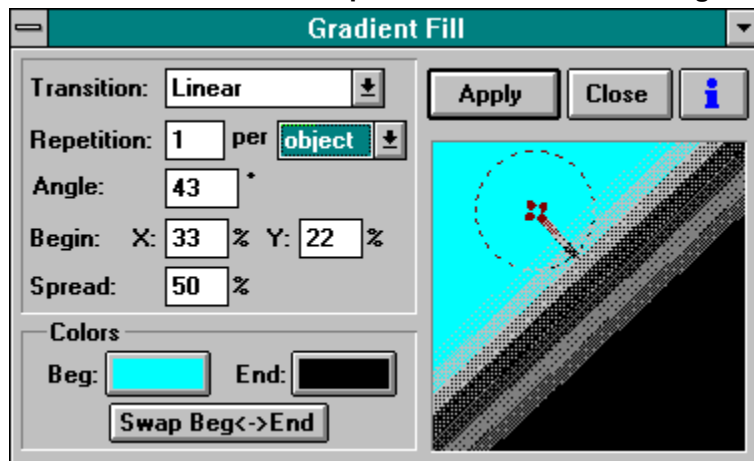 Gradient Fill
Transition: Linear
Apply Close i
Repetition: 1 per object
Angle: 43 °
Begin: X: 33 % Y: 22 %
Spread: 50 %
Colors
Beg: End:
Swap Beg<->End